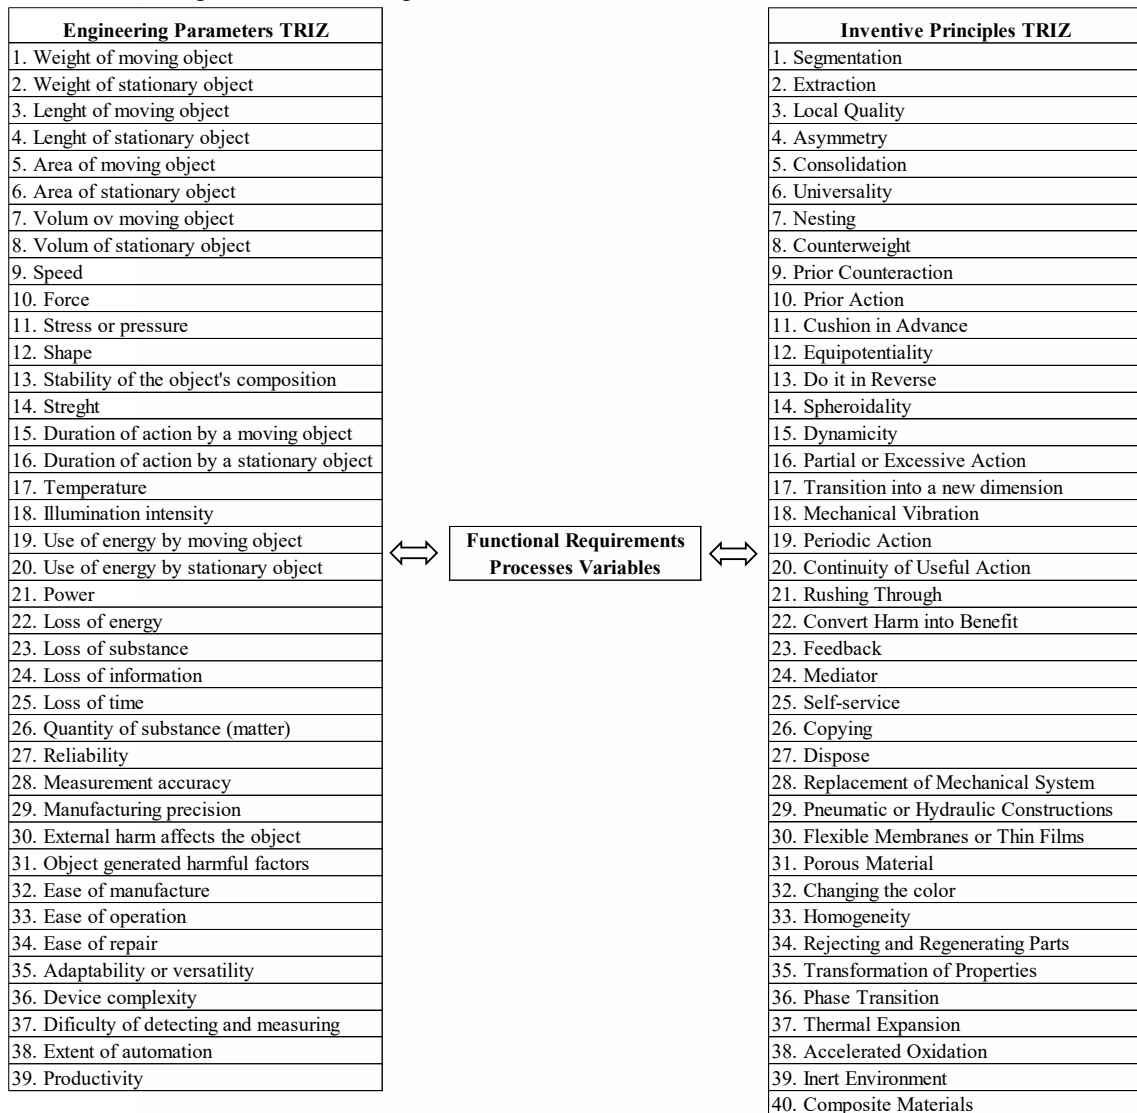 Engineering Parameters TRIZ
1. Weight of moving object
2. Weight of stationary object
3. Lenght of moving object
4. Lenght of stationary object
5. Area of moving object
6. Area of stationary object
7. Volum ov moving object
8. Volum of stationary object
9. Speed
10. Force
11. Stress or pressure
12. Shape
13. Stability of the object's composition
14. Streght
15. Duration of action by a moving object
16. Duration of action by a stationary object
17. Temperature
18. Illumination intensity
19. Use of energy by moving object
20. Use of energy by stationary object
21. Power
22. Loss of energy
23. Loss of substance
24. Loss of information
25. Loss of time
26. Quantity of substance (matter)
27. Reliability
28. Measurement accuracy
29. Manufacturing precision
30. External harm affects the object
31. Object generated harmful factors
32. Ease of manufacture
33. Ease of operation
34. Ease of repair
35. Adaptability or versatility
36. Device complexity
37. Dificulty of detecting and measuring
38. Extent of automation
39. Productivity
Functional Requirements
Processes Variables
Inventive Principles TRIZ
1. Segmentation
2. Extraction
3. Local Quality
4. Asymmetry
5. Consolidation
6. Universality
7. Nesting
8. Counterweight
9. Prior Counteraction
10. Prior Action
11. Cushion in Advance
12. Equipotentiality
13. Do it in Reverse
14. Spheroidality
15. Dynamicity
16. Partial or Excessive Action
17. Transition into a new dimension
18. Mechanical Vibration
19. Periodic Action
20. Continuity of Useful Action
21. Rushing Through
22. Convert Harm into Benefit
23. Feedback
24. Mediator
25. Self-service
26. Copying
27. Dispose
28. Replacement of Mechanical System
29. Pneumatic or Hydraulic Constructions
30. Flexible Membranes or Thin Films
31. Porous Material
32. Changing the color
33. Homogeneity
34. Rejecting and Regenerating Parts
35. Transformation of Properties
36. Phase Transition
37. Thermal Expansion
38. Accelerated Oxidation
39. Inert Environment
40. Composite Materials